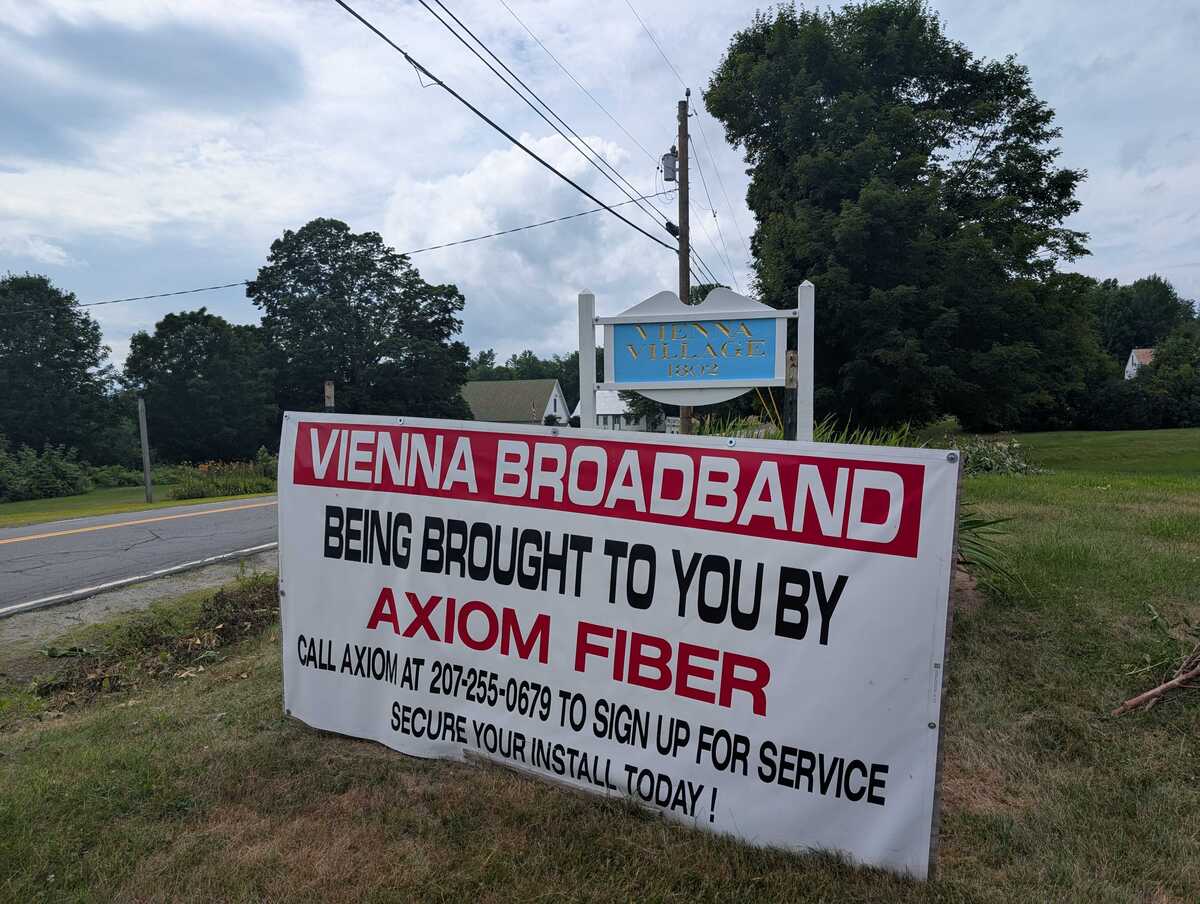 VIENNA
VILLAGE
1802
VIENNA BROADBAND
BEING BROUGHT TO YOU BY
AXIOM FIBER
CALL AXIOM AT 207-255-0679 TO SIGN UP FOR SERVICE
SECURE YOUR INSTALL TODAY !